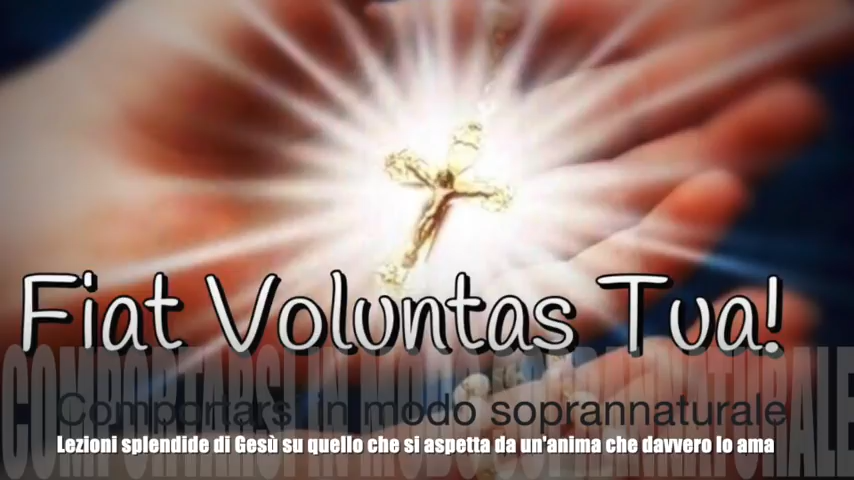 Fiat Voluntas Tua!
COMPORTARSI IN MODO SOPRANNATURALE
Comportarsi in modo soprannaturale
Lezioni splendide di Gesù su quello che si aspetta da un'anima che davvero lo ama